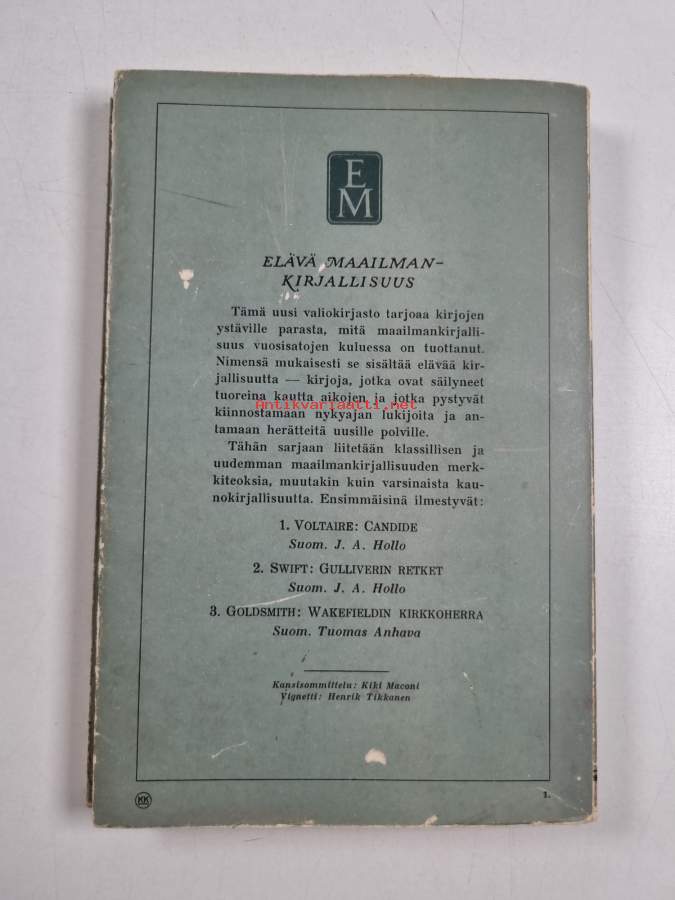 E
M
ELÄVÄ MAAILMAN-
KIRJALLISUUS
Tämä uusi valiokirjasto tarjoaa kirjojen
ystäville parasta, mitä maailmankirjalli-
suus vuosisatojen kuluessa on tuottanut.
Nimensä mukaisesti se sisältää elävää kir-
jallisuutta — kirjoja, jotka ovat säilyneet
tuoreina kautta aikojen ja jotka pystyvät
Antikvariaatti.net
kiinnostamaan nykyajan lukijoita ja an-
tamaan herätteitä uusille polville.
Tähän sarjaan liitetään klassillisen ja
uudemman maailmankirjallisuuden merk-
kiteoksia, muutakin kuin varsinaista kau-
nokirjallisuutta. Ensimmäisinä ilmestyvät:
1. VOLTAIRE: CANDIDE
Suom. J. A. Hollo
2. SWIFT: GULLIVERIN RETKET
Suom. J. A. Hollo
3. GOLDSMITH: WAKEFIELDIN KIRKKOHERRA
Suom. Tuomas Anhava
Kansisommittelu: Kiki Maconi
Vignetti: Henrik Tikkanen
KK
1.